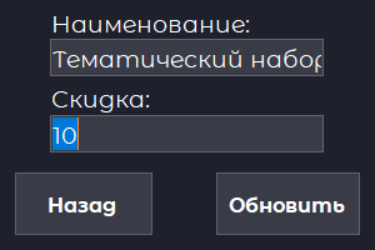 Наименование:
Тематический набор
Скидка:
10
Назад Обновить